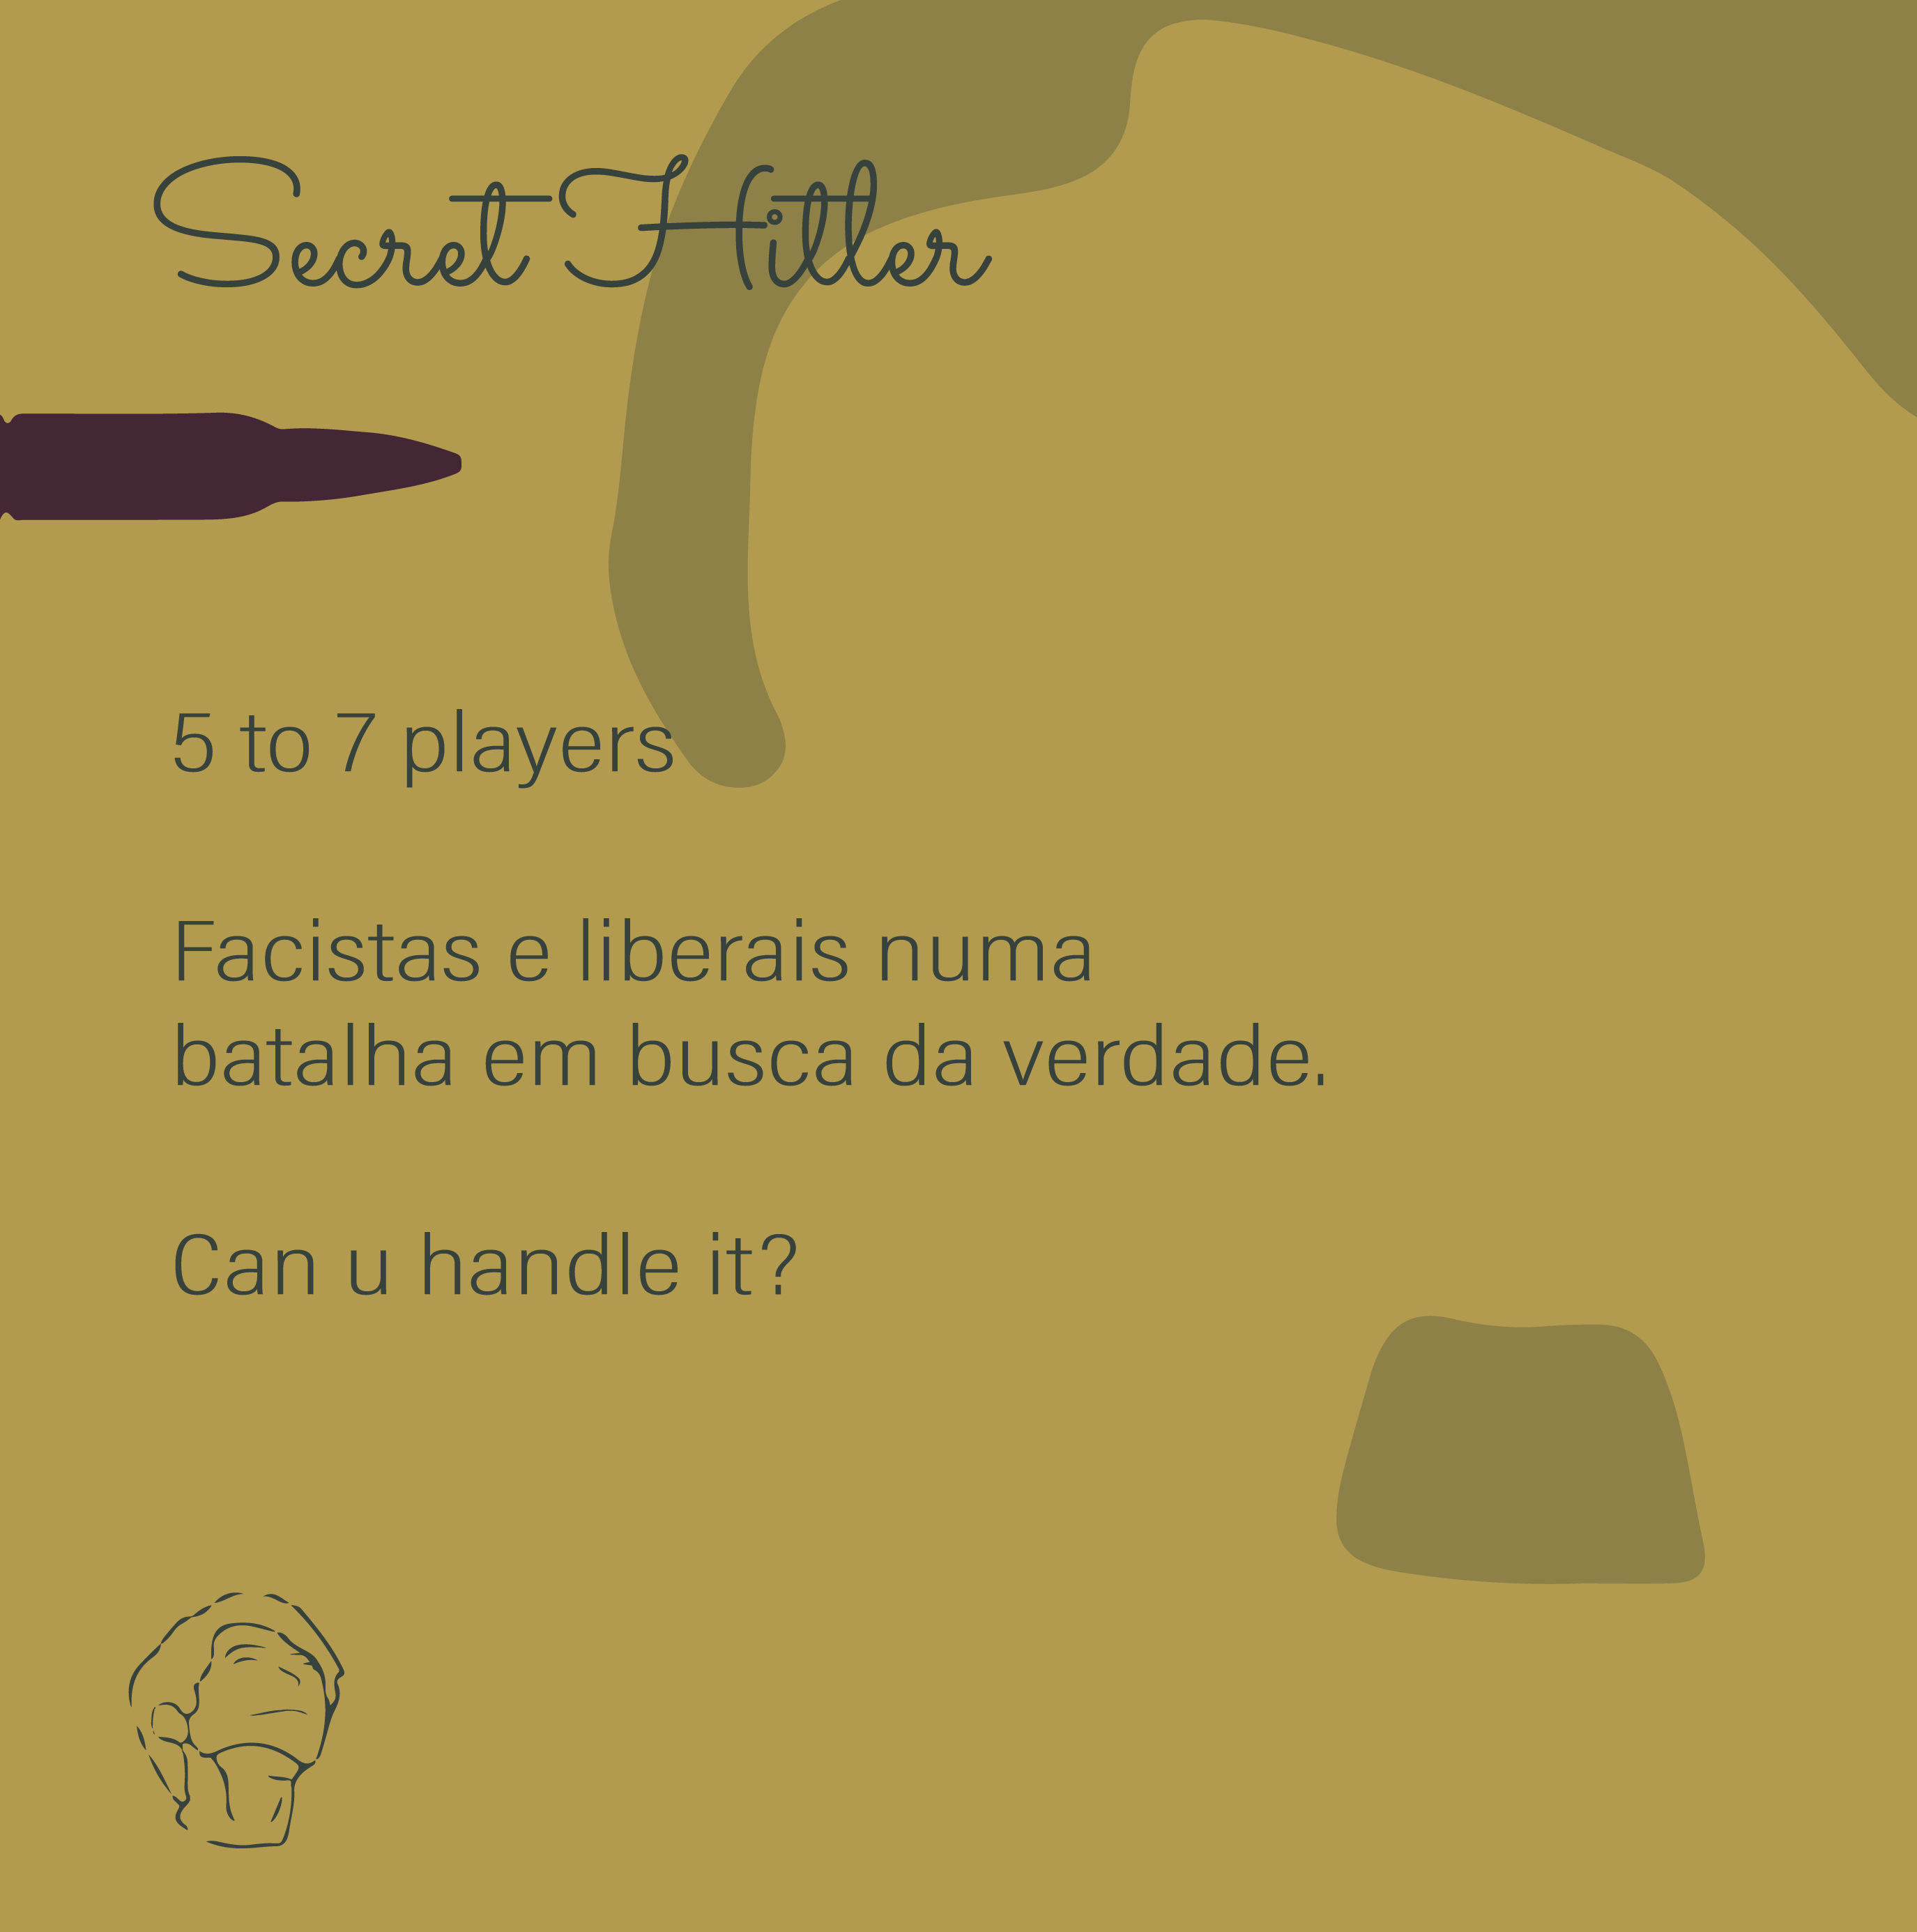 Secret Hitler
5 to 7 players
Facistas e liberais numa
batalha em busca da verdade.
Can u handle it?